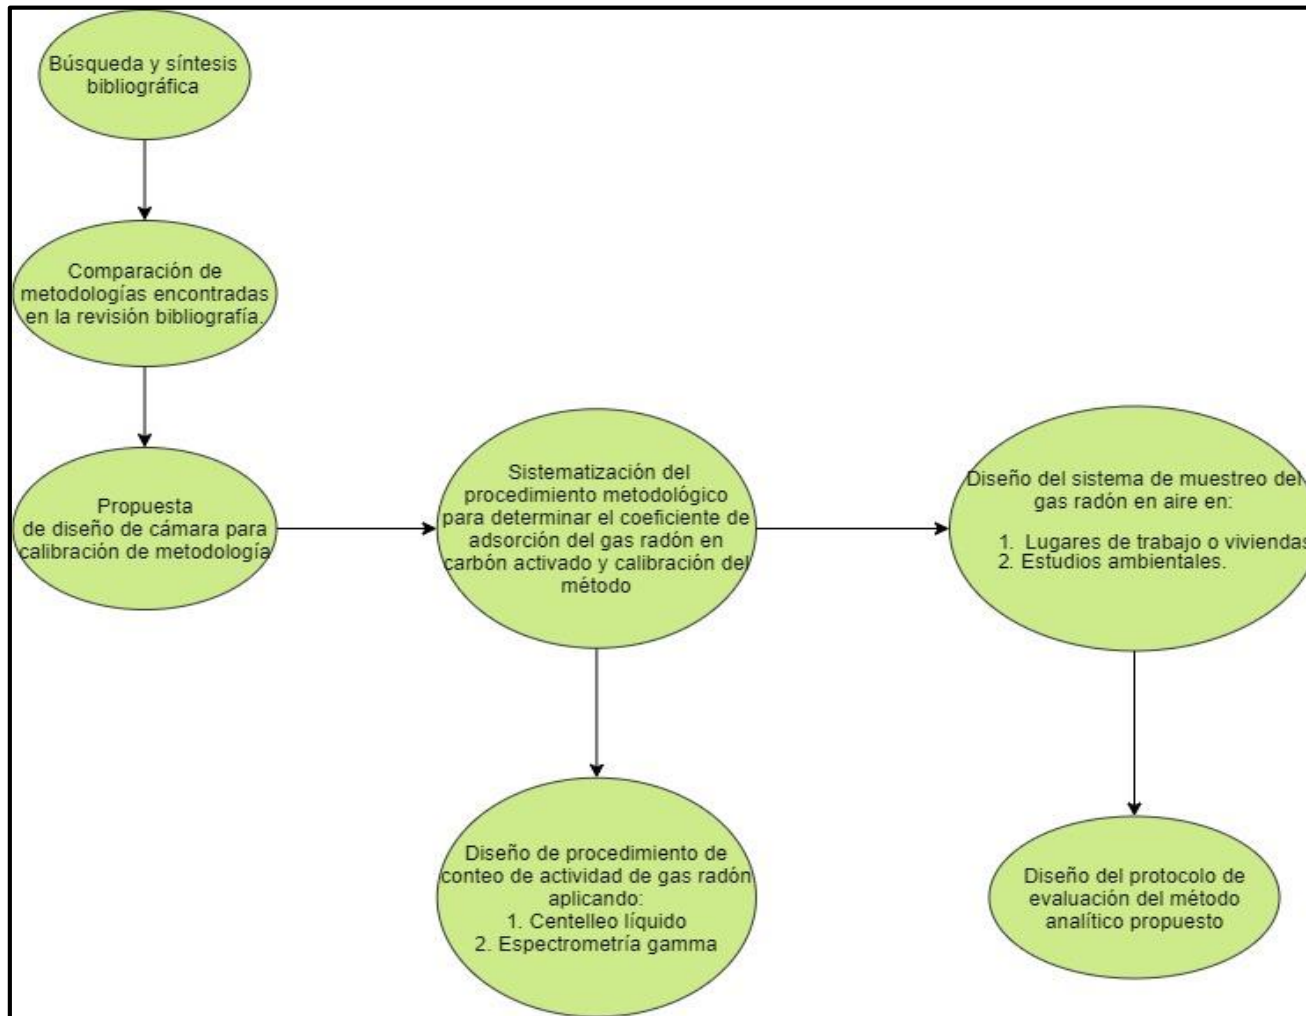 Búsqueda y síntesis
bibliográfica
Comparación de
metodologías encontradas
en la revisión bibliografía.
Propuesta
de diseño de cámara para
calibración de metodología
Sistematización del
procedimiento metodológico
para determinar el coeficiente de
adsorción del gas radón en
carbón activado y calibración del
método
Diseño del sistema de muestreo del
gas radón en aire en:
1. Lugares de trabajo o viviendas
2. Estudios ambientales.
Diseño de procedimiento de
conteo de actividad de gas radón
aplicando:
1. Centelleo líquido
2. Espectrometría gamma
Diseño del protocolo de
evaluación del método
analítico propuesto